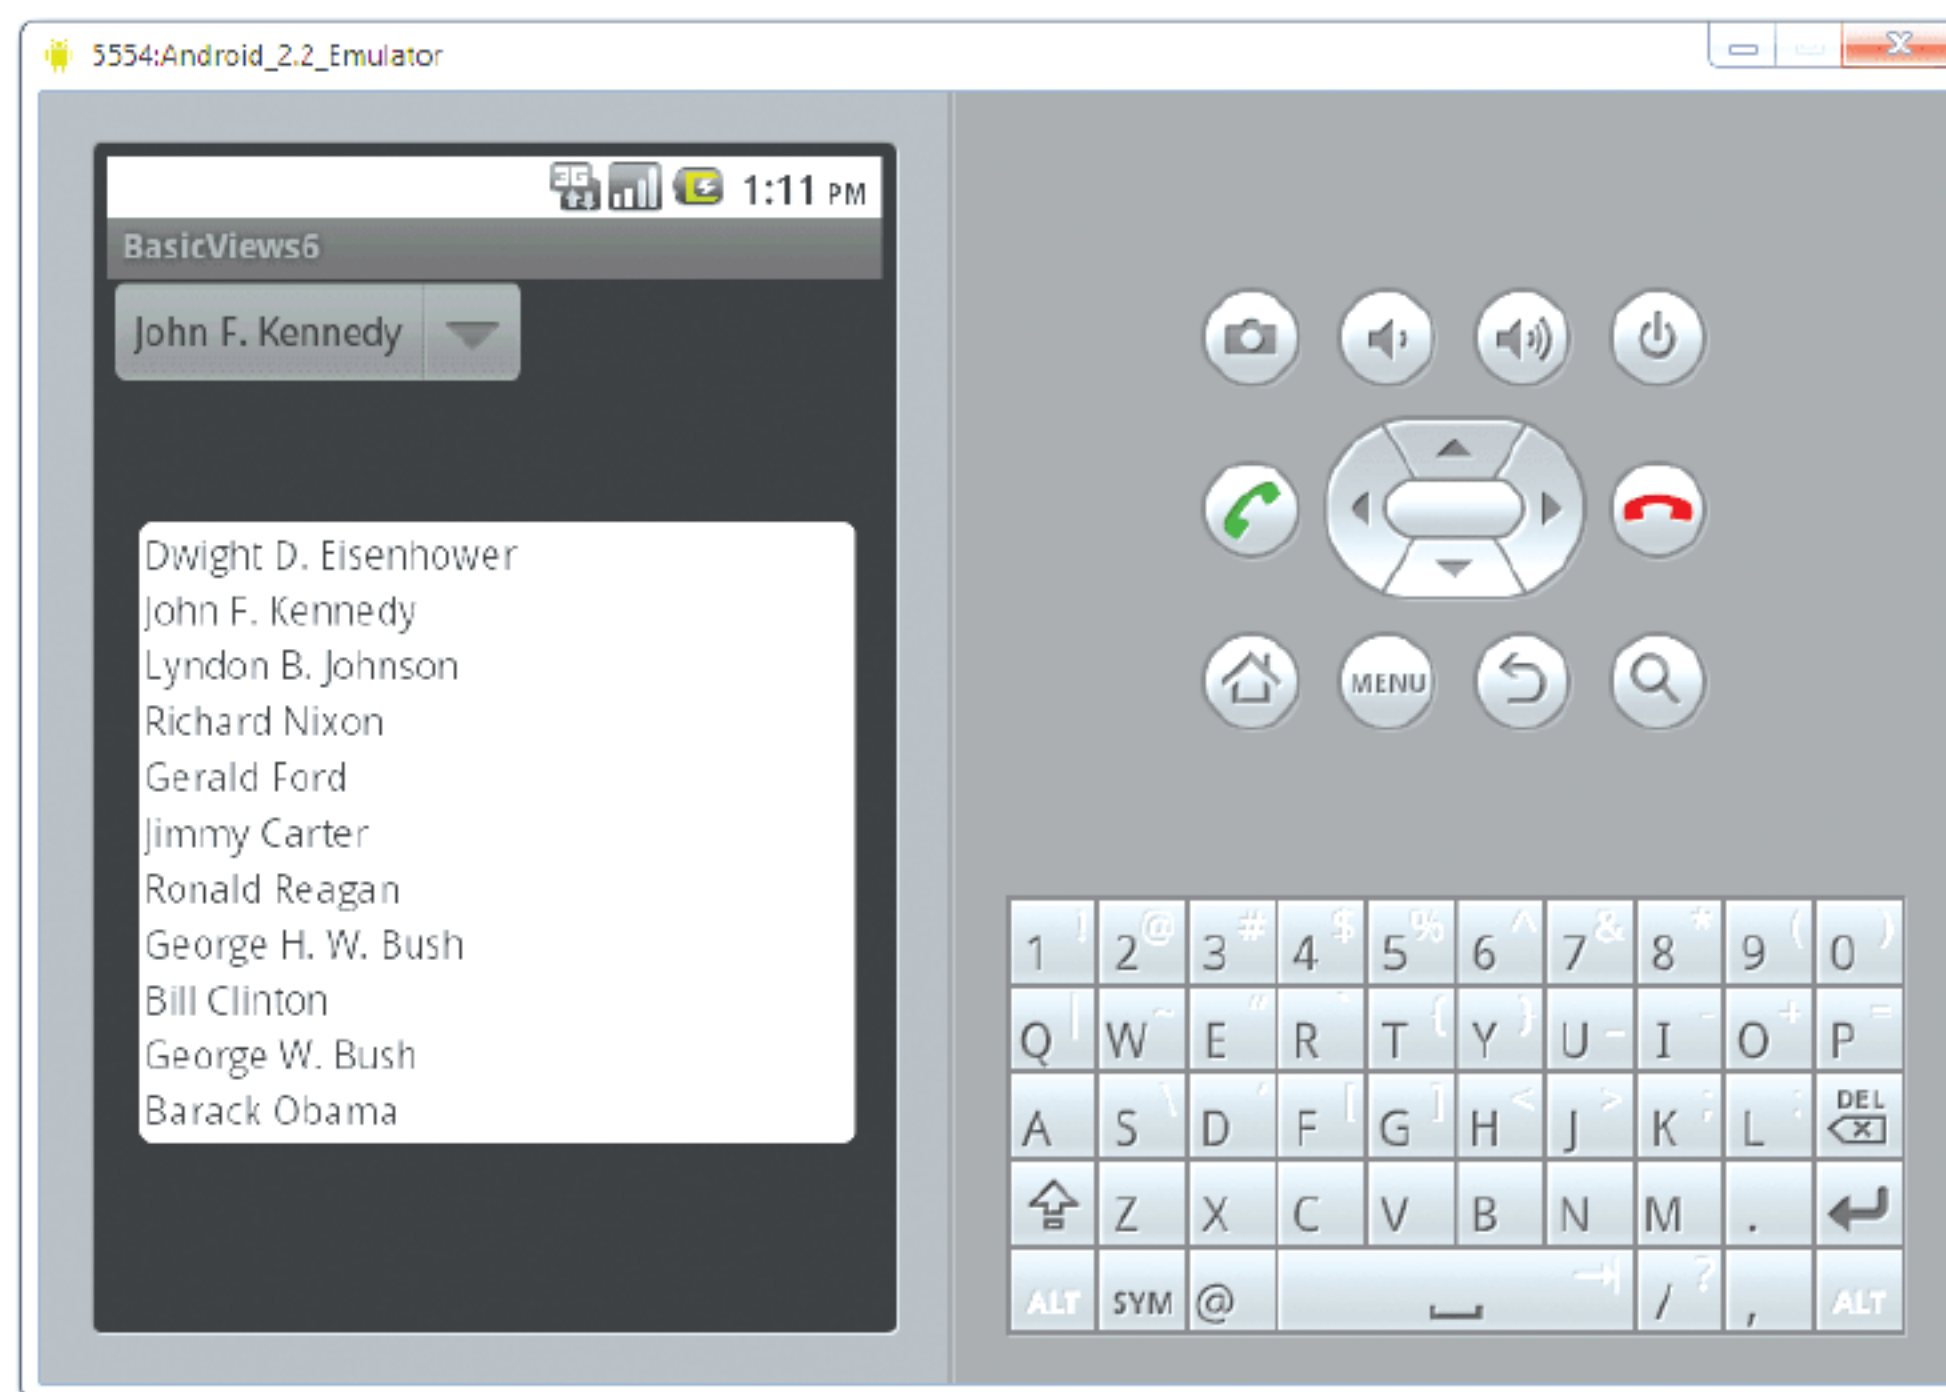 5554:Android_2.2_Emulator
3G 1:11 PM
BasicViews6
John F. Kennedy
Dwight D. Eisenhower
John F. Kennedy
Lyndon B. Johnson
Richard Nixon
Gerald Ford
Jimmy Carter
Ronald Reagan
George H. W. Bush
Bill Clinton
George W. Bush
Barack Obama
MENU
1 ! 2 @ 3 # 4 $ 5 % 6 ^ 7 & 8 * 9 ( 0 )
Q | W ~ E " R ` T { Y } U _ I - O + P =
A S \ D ' F [ G ] H < J > K ; L : DEL
Z X C V B N M .
ALT SYM @ / ? , ALT